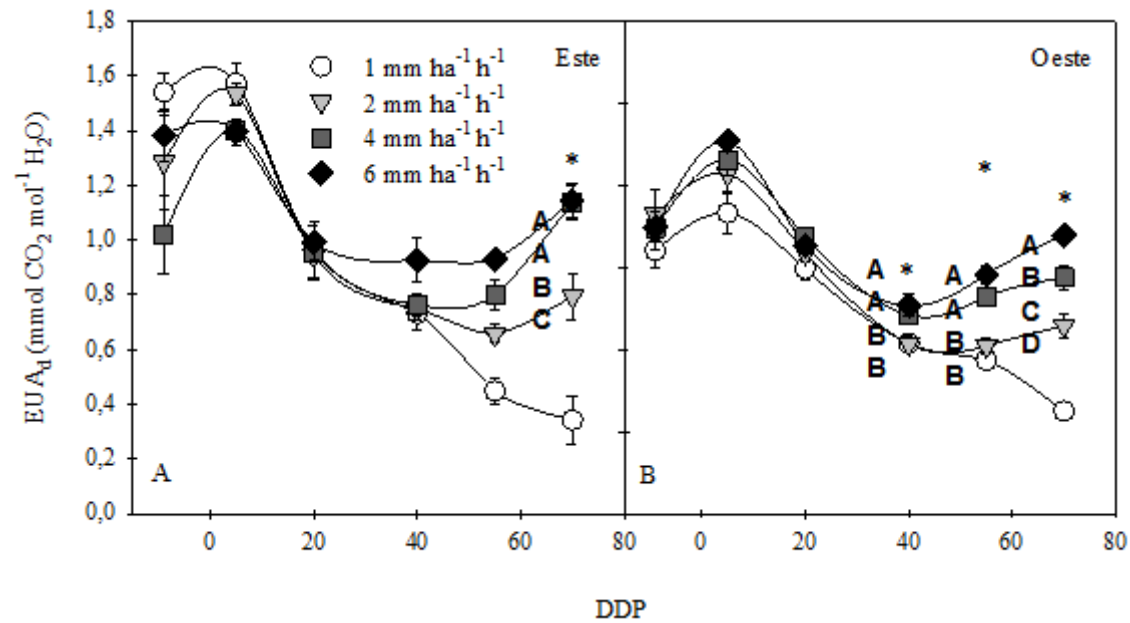 1,8
1,6
1,4
1,2
1,0
0,8
0,6
0,4
0,2
0,0
EUA_d (mmol CO₂ mol⁻¹ H₂O)
Este
1 mm ha⁻¹ h⁻¹
2 mm ha⁻¹ h⁻¹
4 mm ha⁻¹ h⁻¹
6 mm ha⁻¹ h⁻¹
*
A
A
B
C
A
Oeste
*
A
A
B
B
*
A
A
B
B
*
A
B
C
D
B
0 20 40 60 80
0 20 40 60 80
DDP